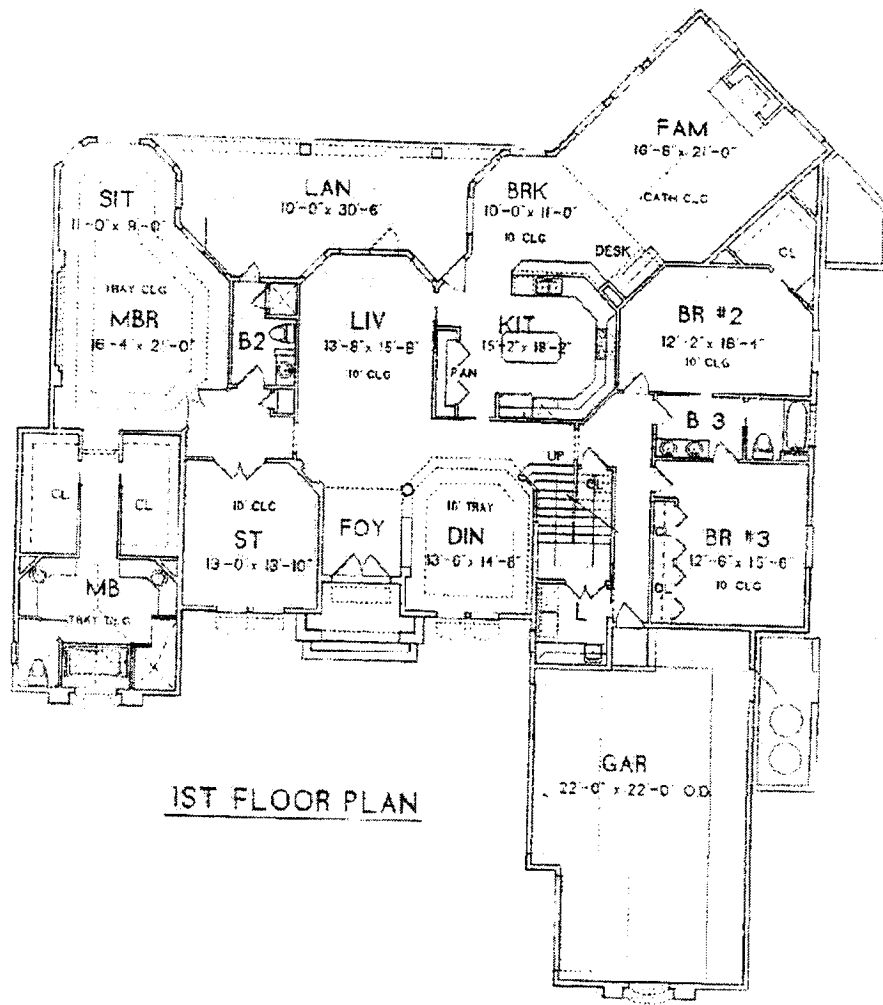 FAM
16'-8" x 21'-0"
CATH CLG
SIT
11'-0" x 9'-0"
LAN
10'-0" x 30'-6"
BRK
10'-0" x 11'-0"
10 CLG
DESK
CL
TRAY CLG
MBR
16'-4" x 21'-0"
B2
LIV
13'-8" x 15'-8"
10' CLG
KIT
15'-2" x 18'-2"
PAN
BR #2
12'-2" x 16'-4"
10' CLG
B 3
UP
CL
CL
CL
10' CLG
ST
13'-0" x 13'-10"
FOY
10' TRAY
DIN
13'-0" x 14'-8"
BR #3
12'-6" x 15'-6"
10 CLG
MB
TRAY CLG
L
GAR
22'-0" x 22'-0" O.D.
1ST FLOOR PLAN